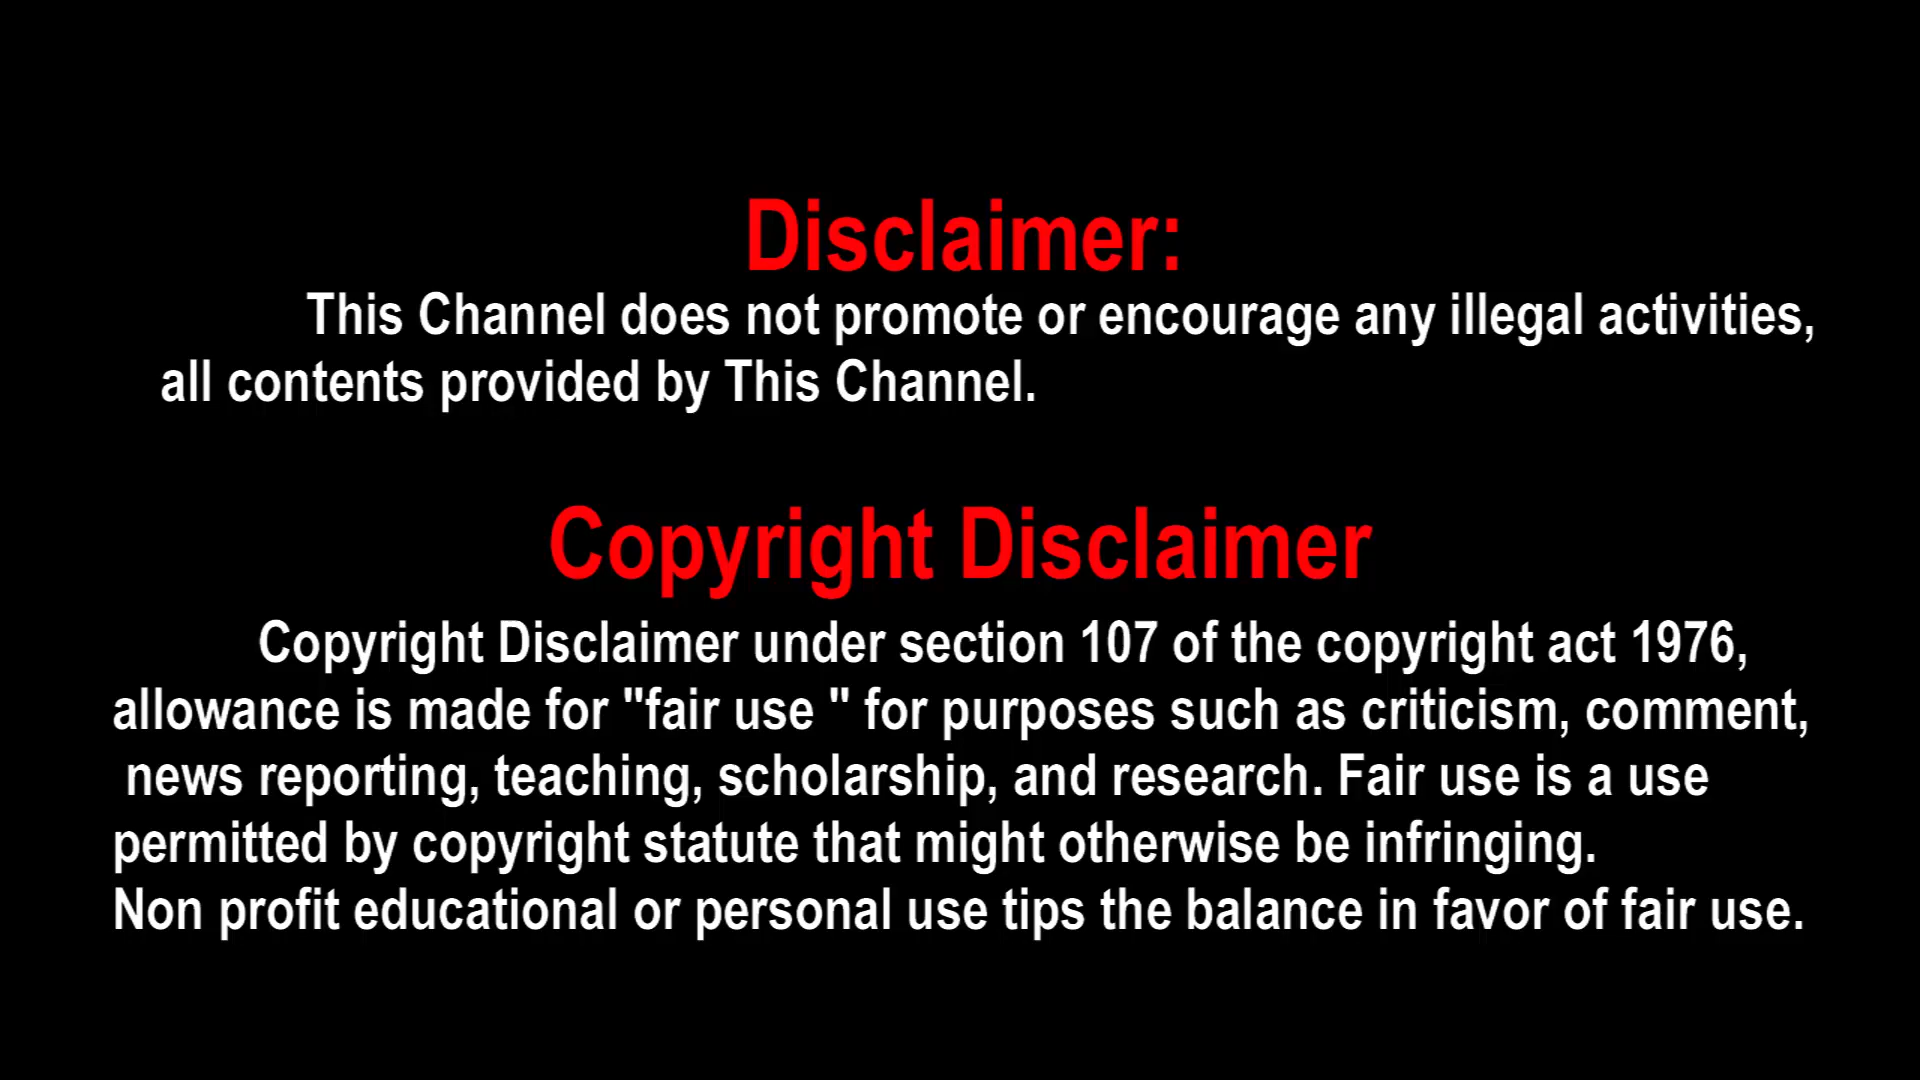 Disclaimer:
This Channel does not promote or encourage any illegal activities,
all contents provided by This Channel.
Copyright Disclaimer
Copyright Disclaimer under section 107 of the copyright act 1976,
allowance is made for "fair use " for purposes such as criticism, comment,
news reporting, teaching, scholarship, and research. Fair use is a use
permitted by copyright statute that might otherwise be infringing.
Non profit educational or personal use tips the balance in favor of fair use.